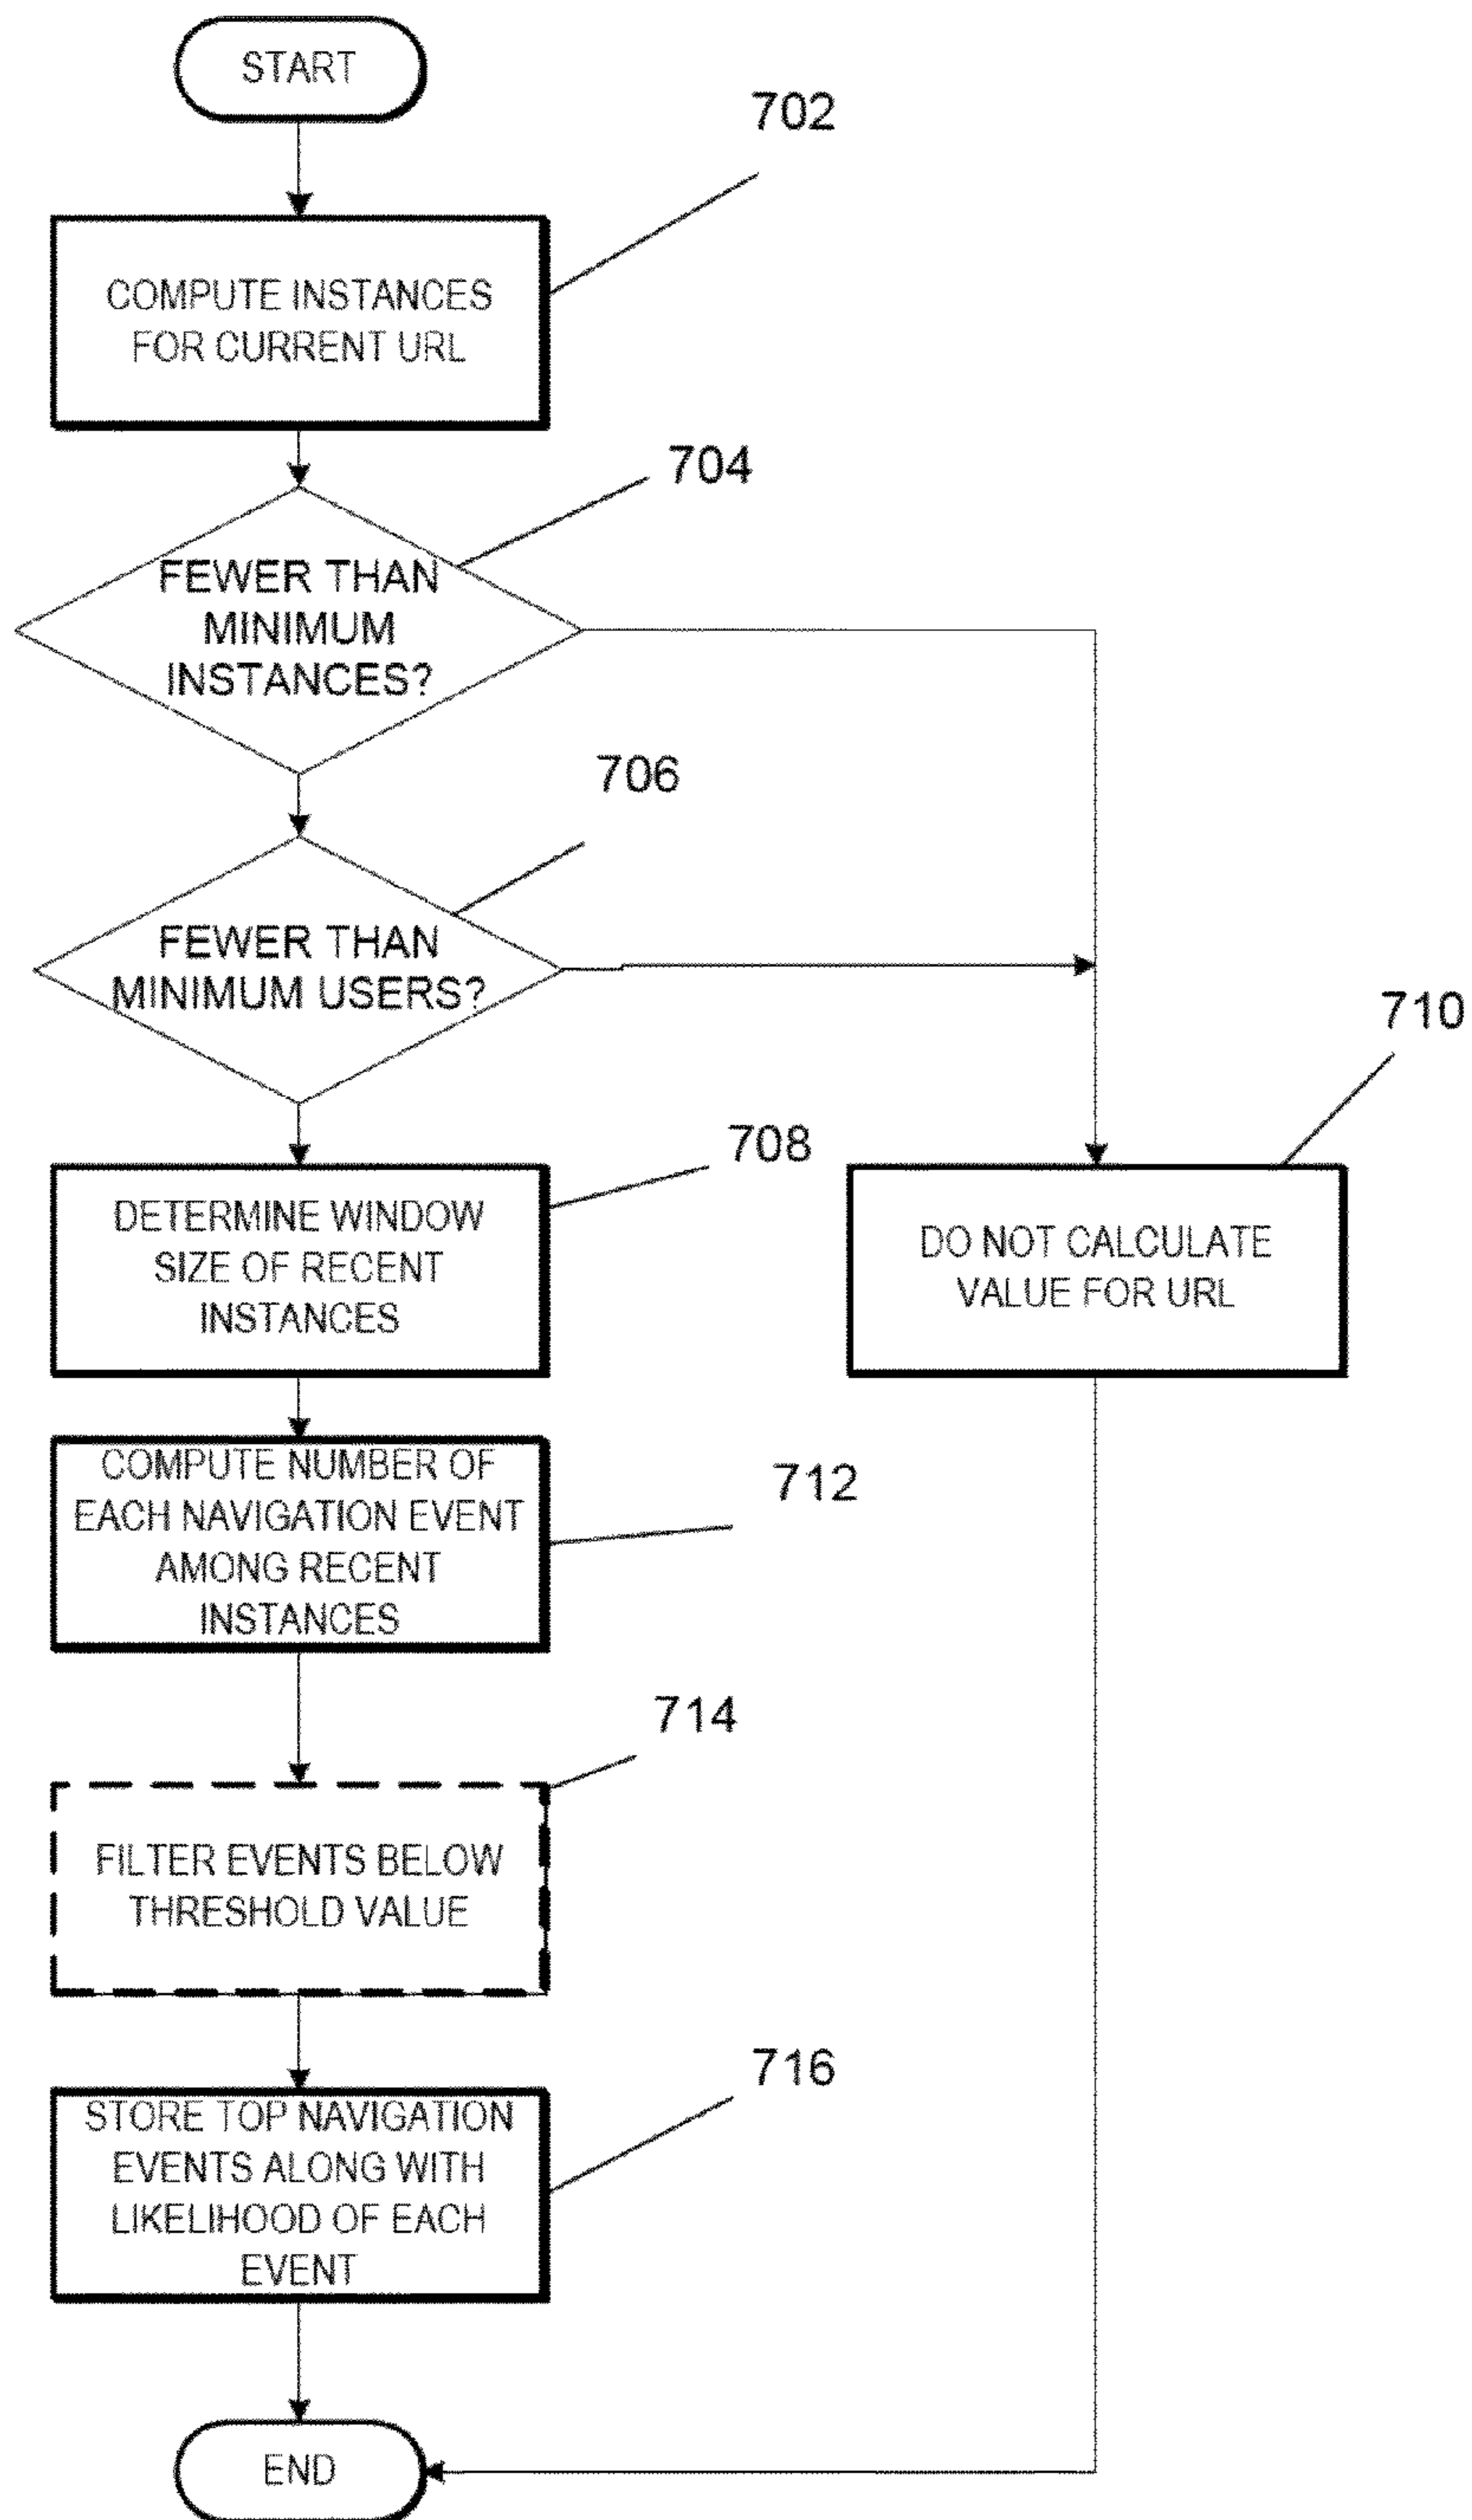 START
702
COMPUTE INSTANCES
FOR CURRENT URL
704
FEWER THAN
MINIMUM
INSTANCES?
706
FEWER THAN
MINIMUM USERS?
710
708
DETERMINE WINDOW
SIZE OF RECENT
INSTANCES
DO NOT CALCULATE
VALUE FOR URL
COMPUTE NUMBER OF
EACH NAVIGATION EVENT
AMONG RECENT
INSTANCES
712
714
FILTER EVENTS BELOW
THRESHOLD VALUE
716
STORE TOP NAVIGATION
EVENTS ALONG WITH
LIKELIHOOD OF EACH
EVENT
END